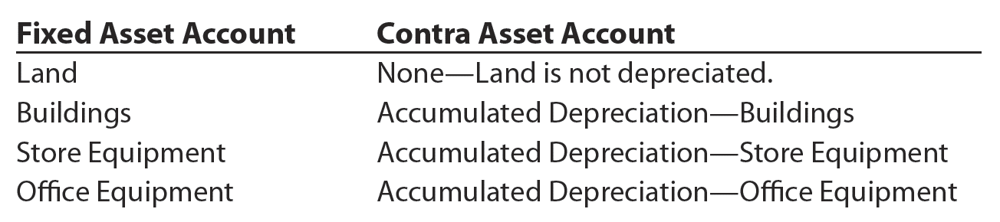 Fixed Asset Account Contra Asset Account
Land None—Land is not depreciated.
Buildings Accumulated Depreciation—Buildings
Store Equipment Accumulated Depreciation—Store Equipment
Office Equipment Accumulated Depreciation—Office Equipment